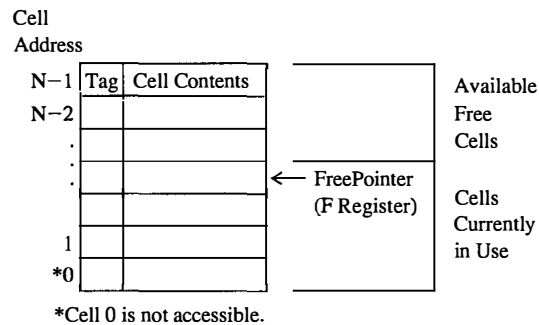 Cell
Address
N−1 Tag Cell Contents
N−2
.
.
.
1
*0
Available
Free
Cells
FreePointer
(F Register)
Cells
Currently
in Use
*Cell 0 is not accessible.